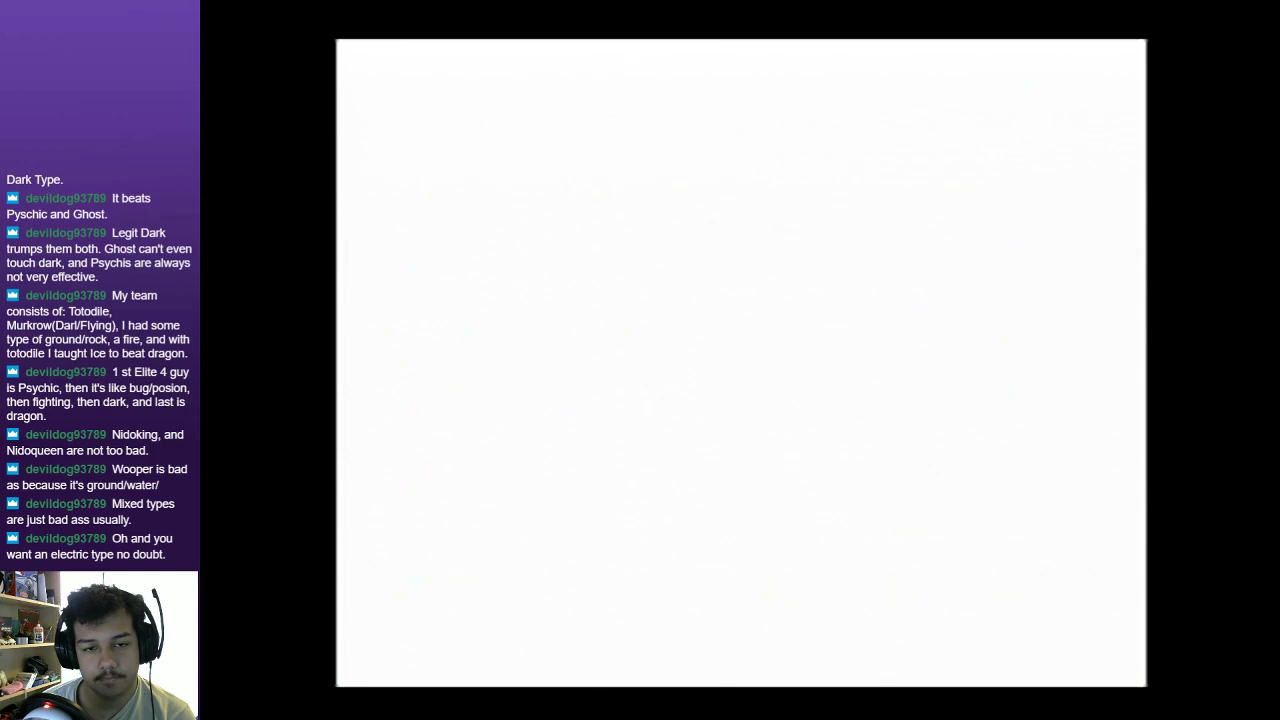 Dark Type.
devildog93789 It beats
Pyschic and Ghost.
devildog93789 Legit Dark
trumps them both. Ghost can't even
touch dark, and Psychis are always
not very effective.
devildog93789 My team
consists of: Totodile,
Murkrow(Darl/Flying), I had some
type of ground/rock, a fire, and with
totodile I taught Ice to beat dragon.
devildog93789 1 st Elite 4 guy
is Psychic, then it's like bug/posion,
then fighting, then dark, and last is
dragon.
devildog93789 Nidoking, and
Nidoqueen are not too bad.
devildog93789 Wooper is bad
as because it's ground/water/
devildog93789 Mixed types
are just bad ass usually.
devildog93789 Oh and you
want an electric type no doubt.